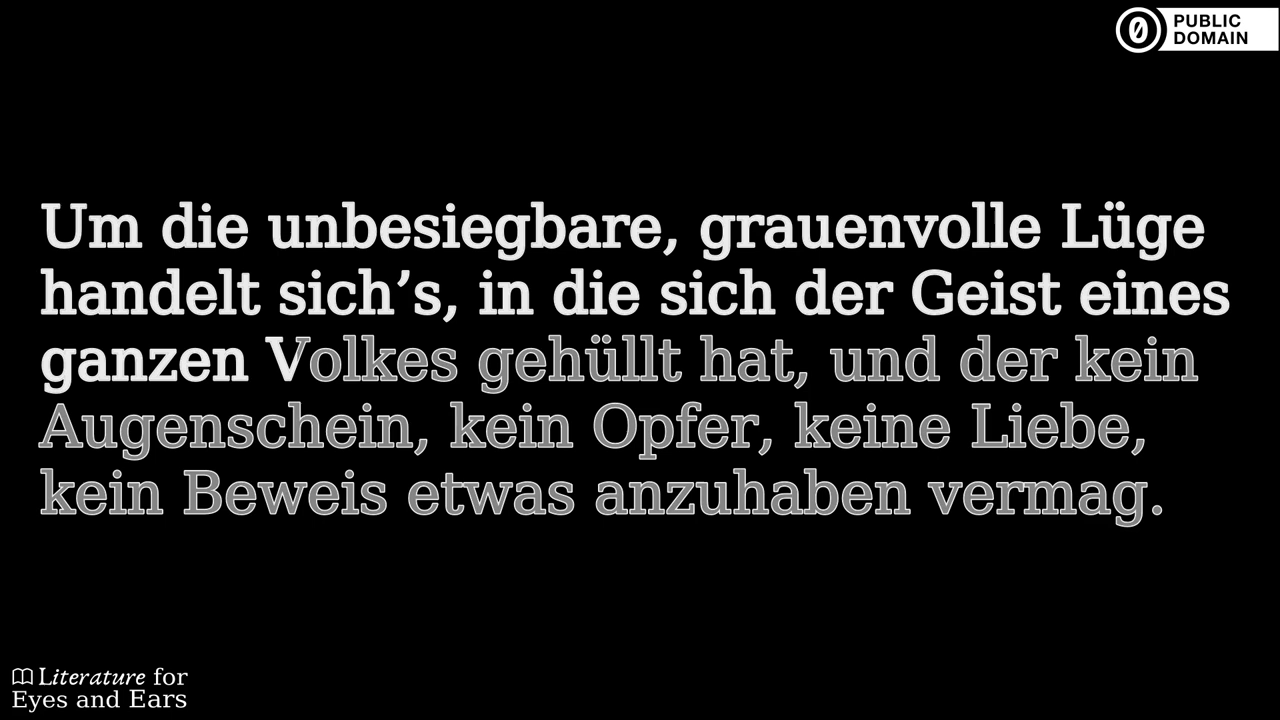 PUBLIC
DOMAIN
Um die unbesiegbare, grauenvolle Lüge
handelt sich’s, in die sich der Geist eines
ganzen Volkes gehüllt hat, und der kein
Augenschein, kein Opfer, keine Liebe,
kein Beweis etwas anzuhaben vermag.
Literature for
Eyes and Ears